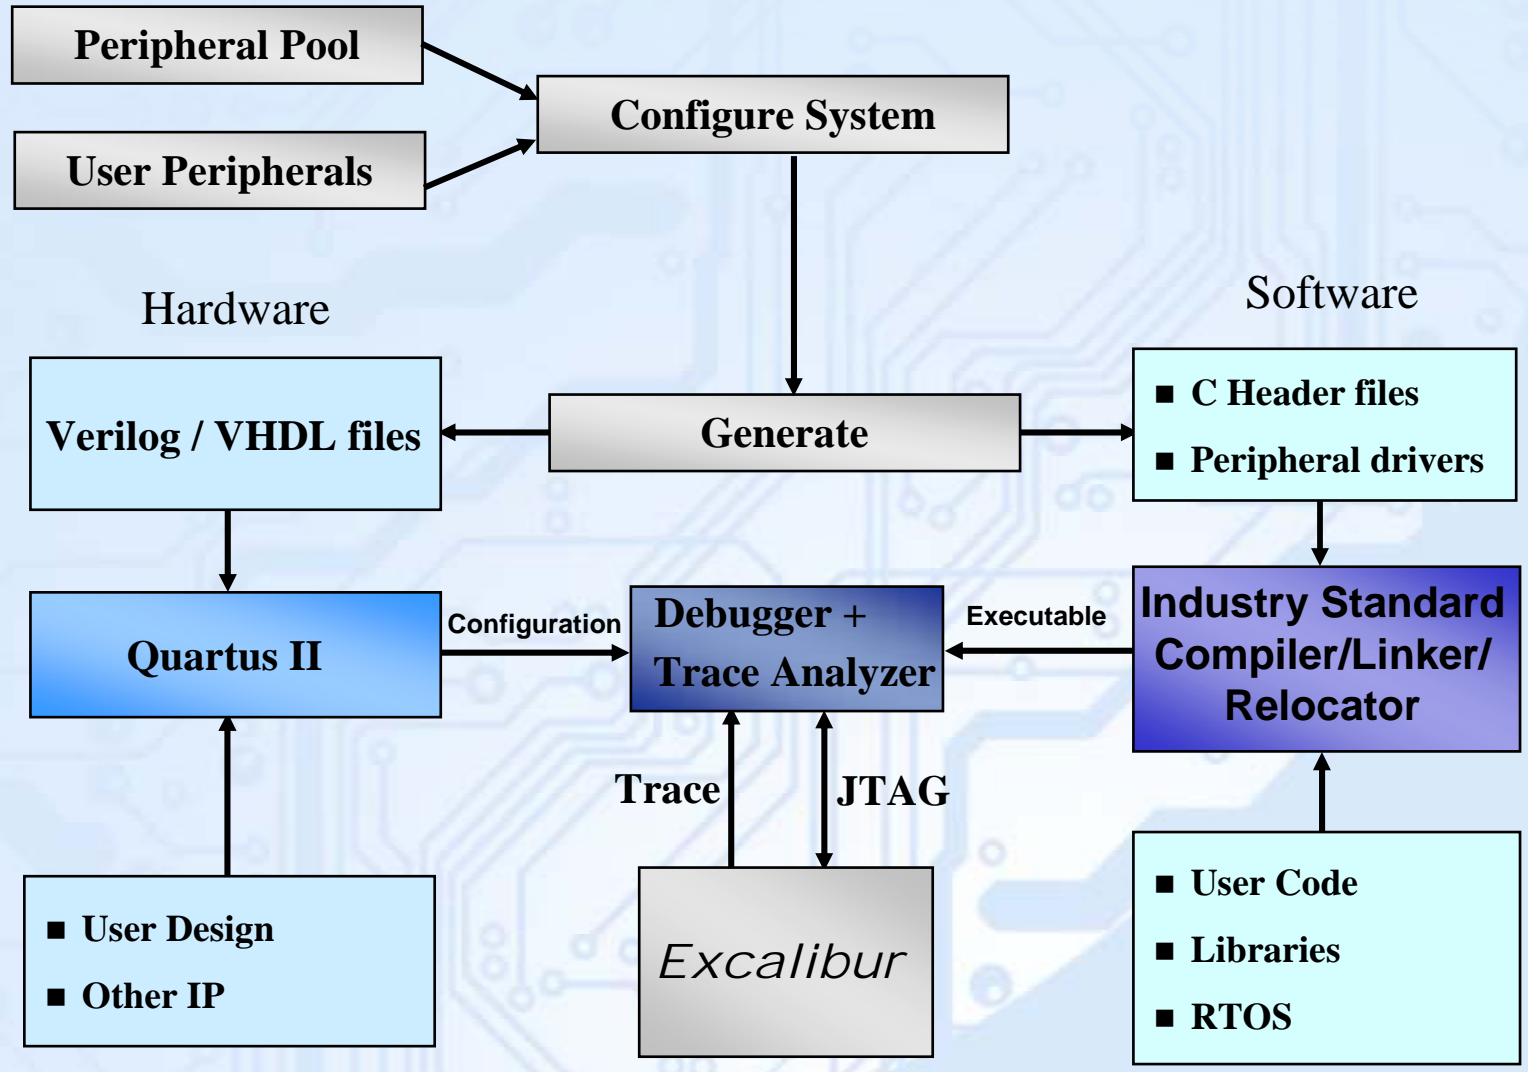 Peripheral Pool
Configure System
User Peripherals
Hardware
Software
Verilog / VHDL files
Generate
■ C Header files
■ Peripheral drivers
Quartus II
Configuration
Debugger +
Trace Analyzer
Executable
Industry Standard
Compiler/Linker/
Relocator
Trace
JTAG
■ User Design
■ Other IP
Excalibur
■ User Code
■ Libraries
■ RTOS